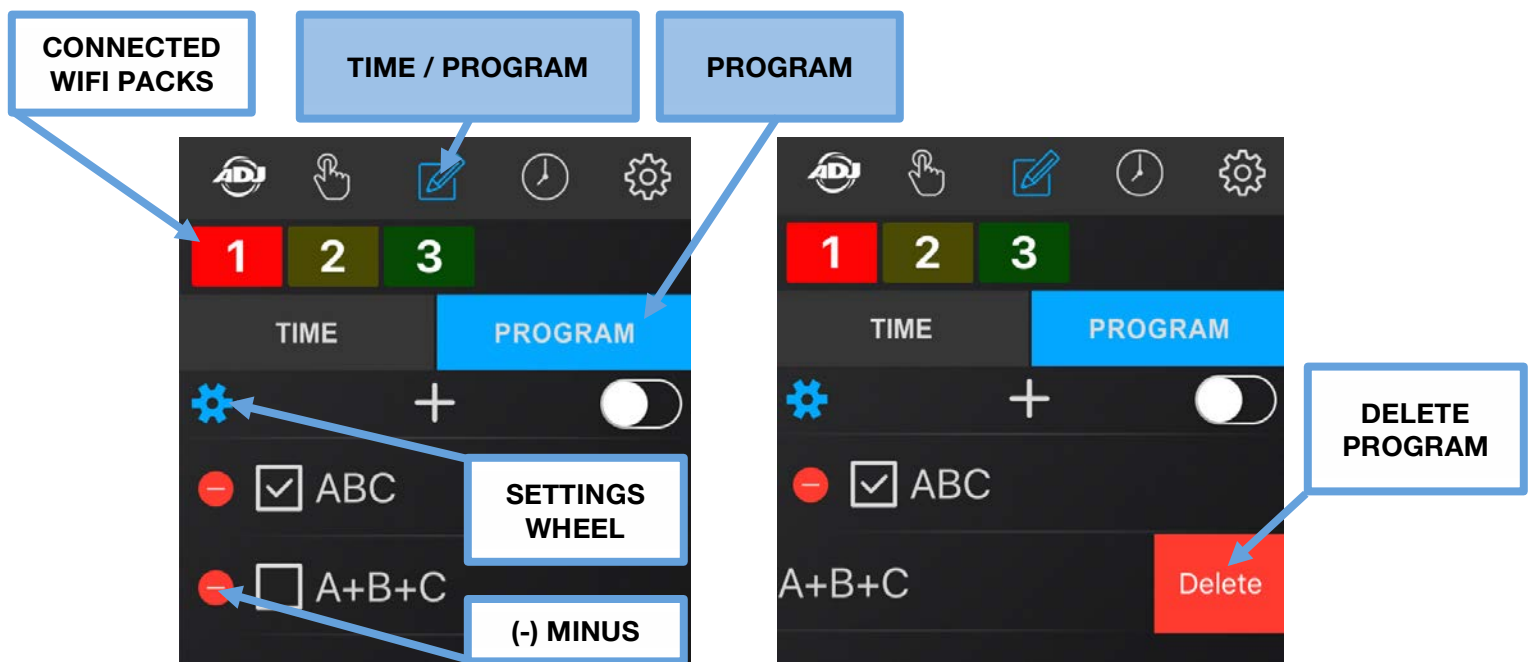 CONNECTED
WIFI PACKS
TIME / PROGRAM
PROGRAM
ADJ
1 2 3
TIME PROGRAM
+
ABC
SETTINGS
WHEEL
A+B+C
(-) MINUS
ADJ
1 2 3
TIME PROGRAM
+
ABC
A+B+C Delete
DELETE
PROGRAM